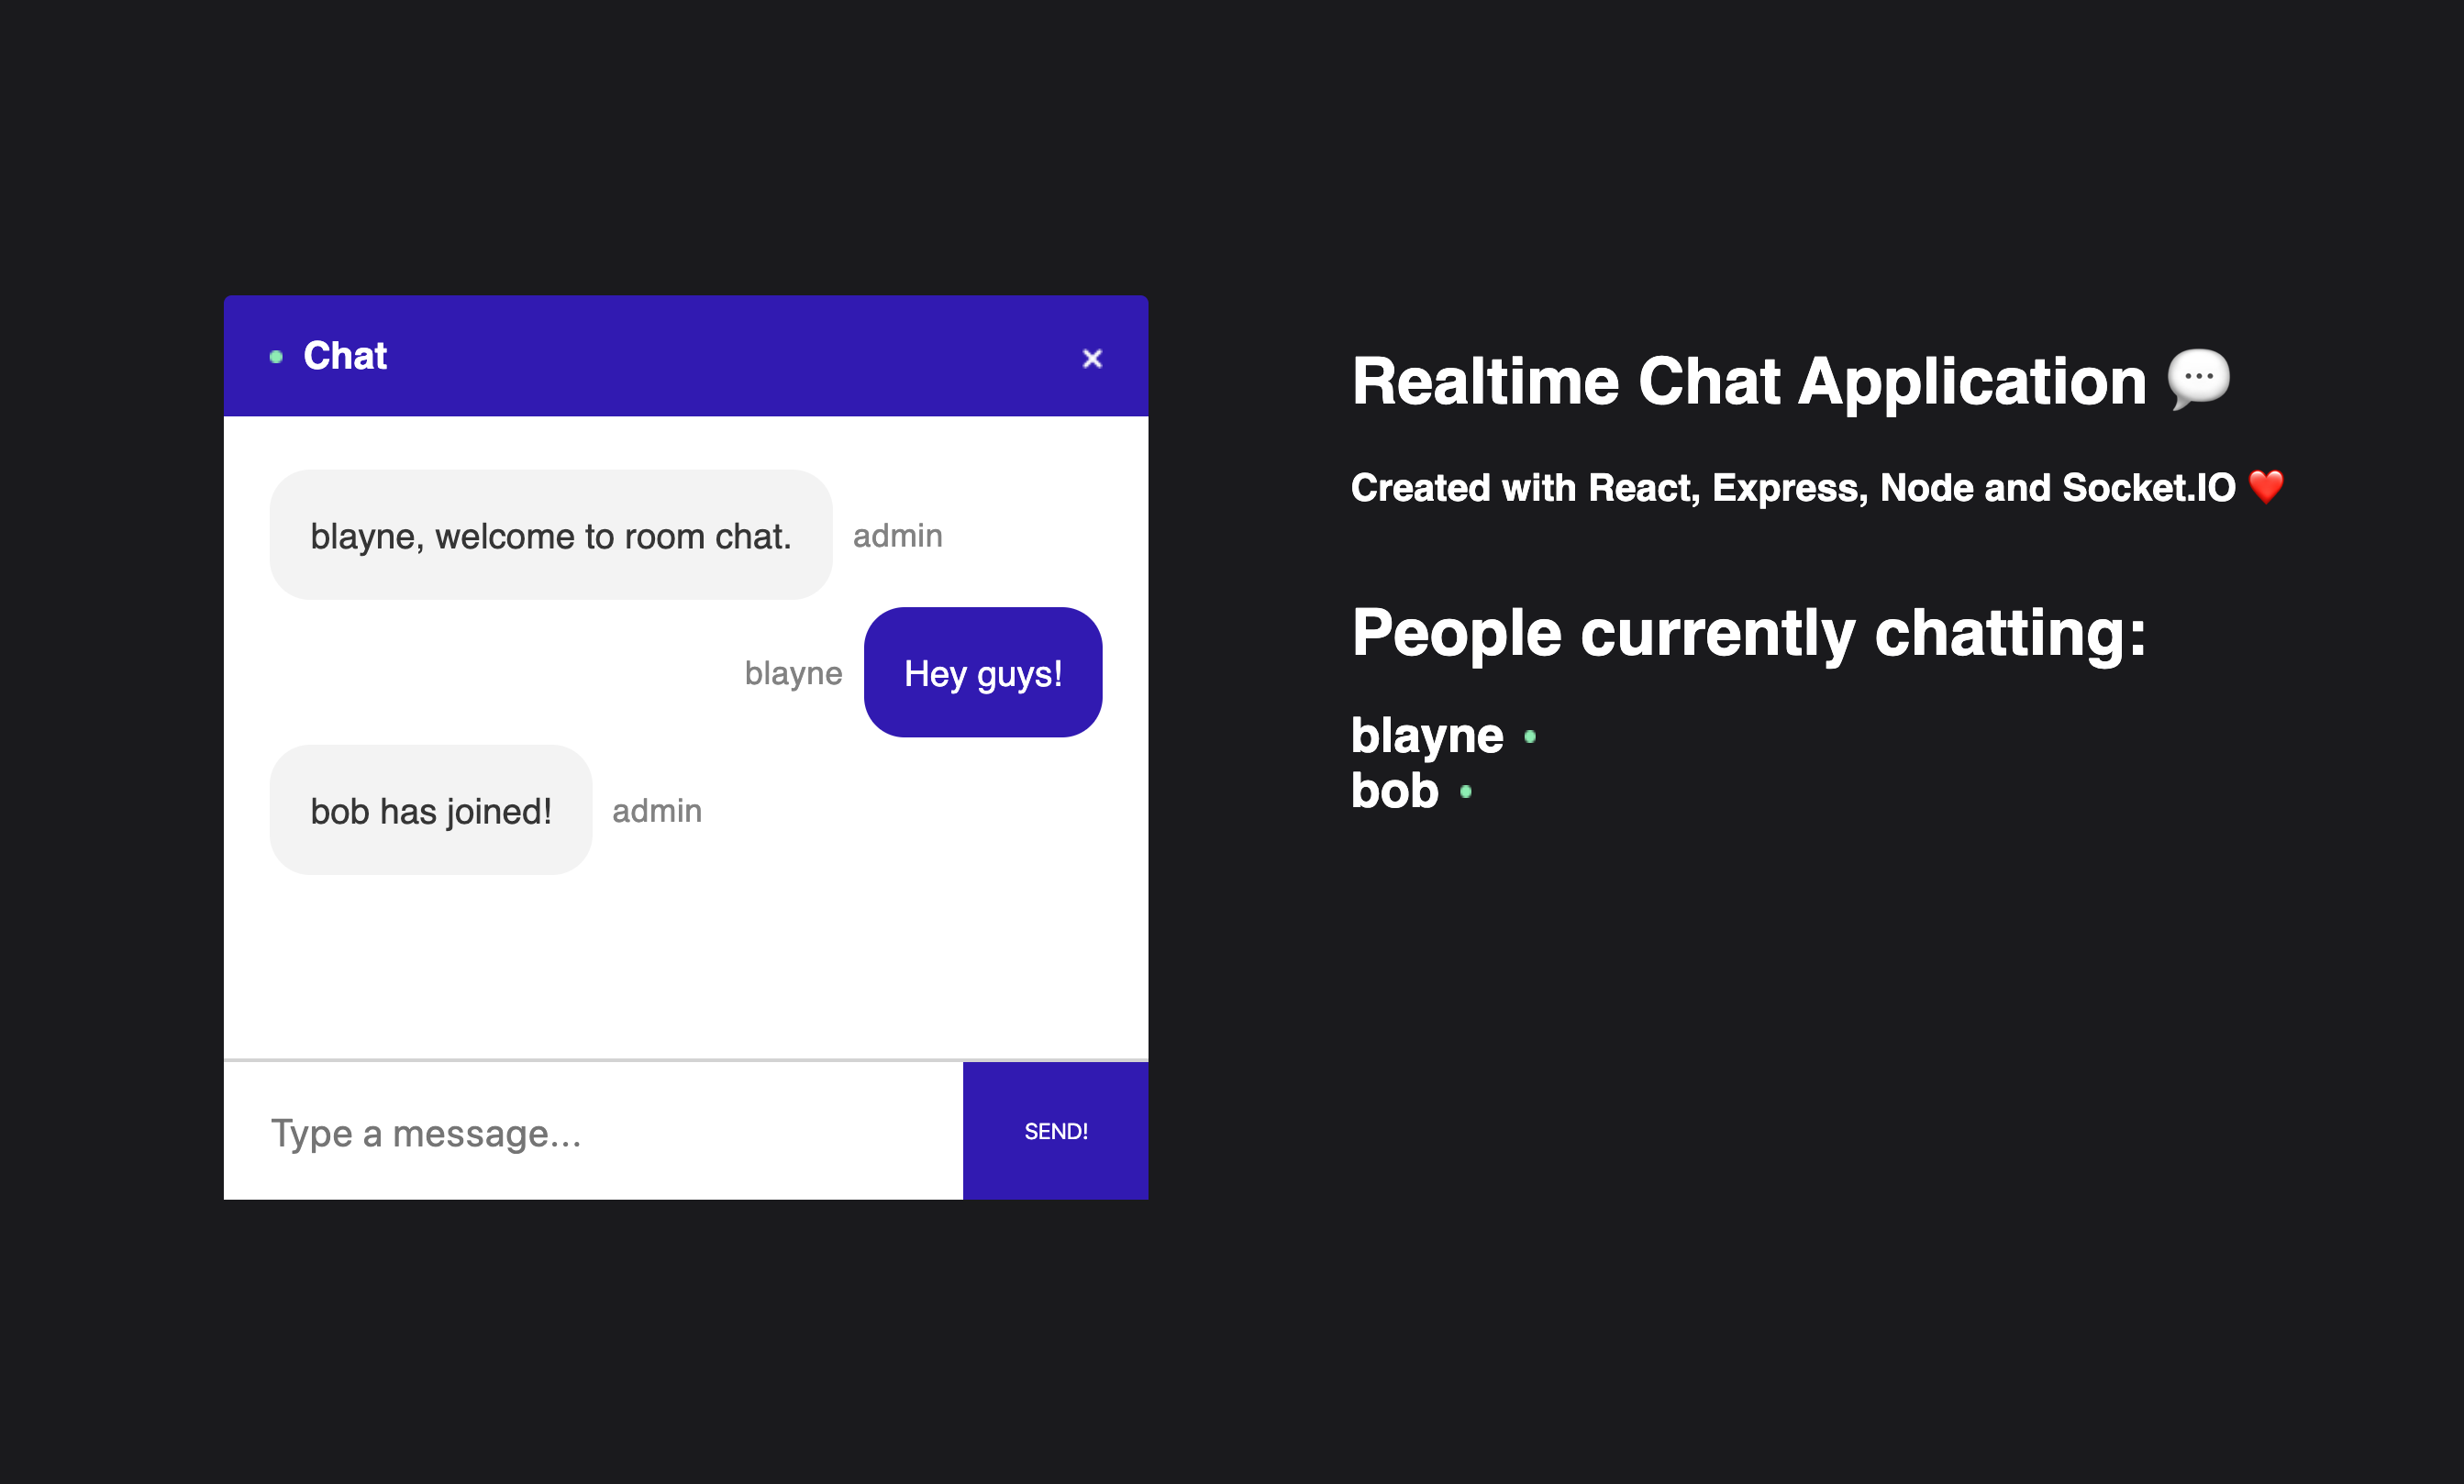 Chat
blayne, welcome to room chat.
admin
blayne
Hey guys!
bob has joined!
admin
Type a message...
SEND!
Realtime Chat Application 💬
Created with React, Express, Node and Socket.IO ❤️
People currently chatting:
blayne
bob